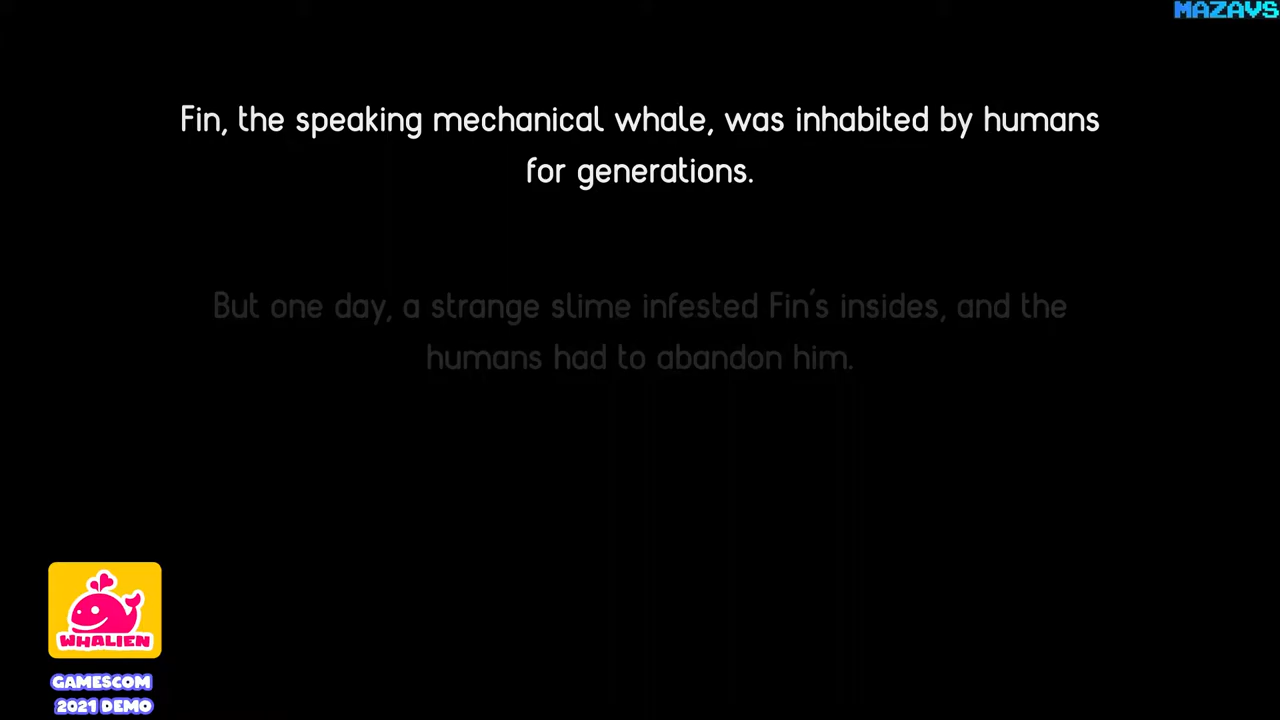 MAZAVS
Fin, the speaking mechanical whale, was inhabited by humans
for generations.
But one day, a strange slime infested Fin's insides, and the
humans had to abandon him.
WHALIEN
GAMESCOM
2021 DEMO